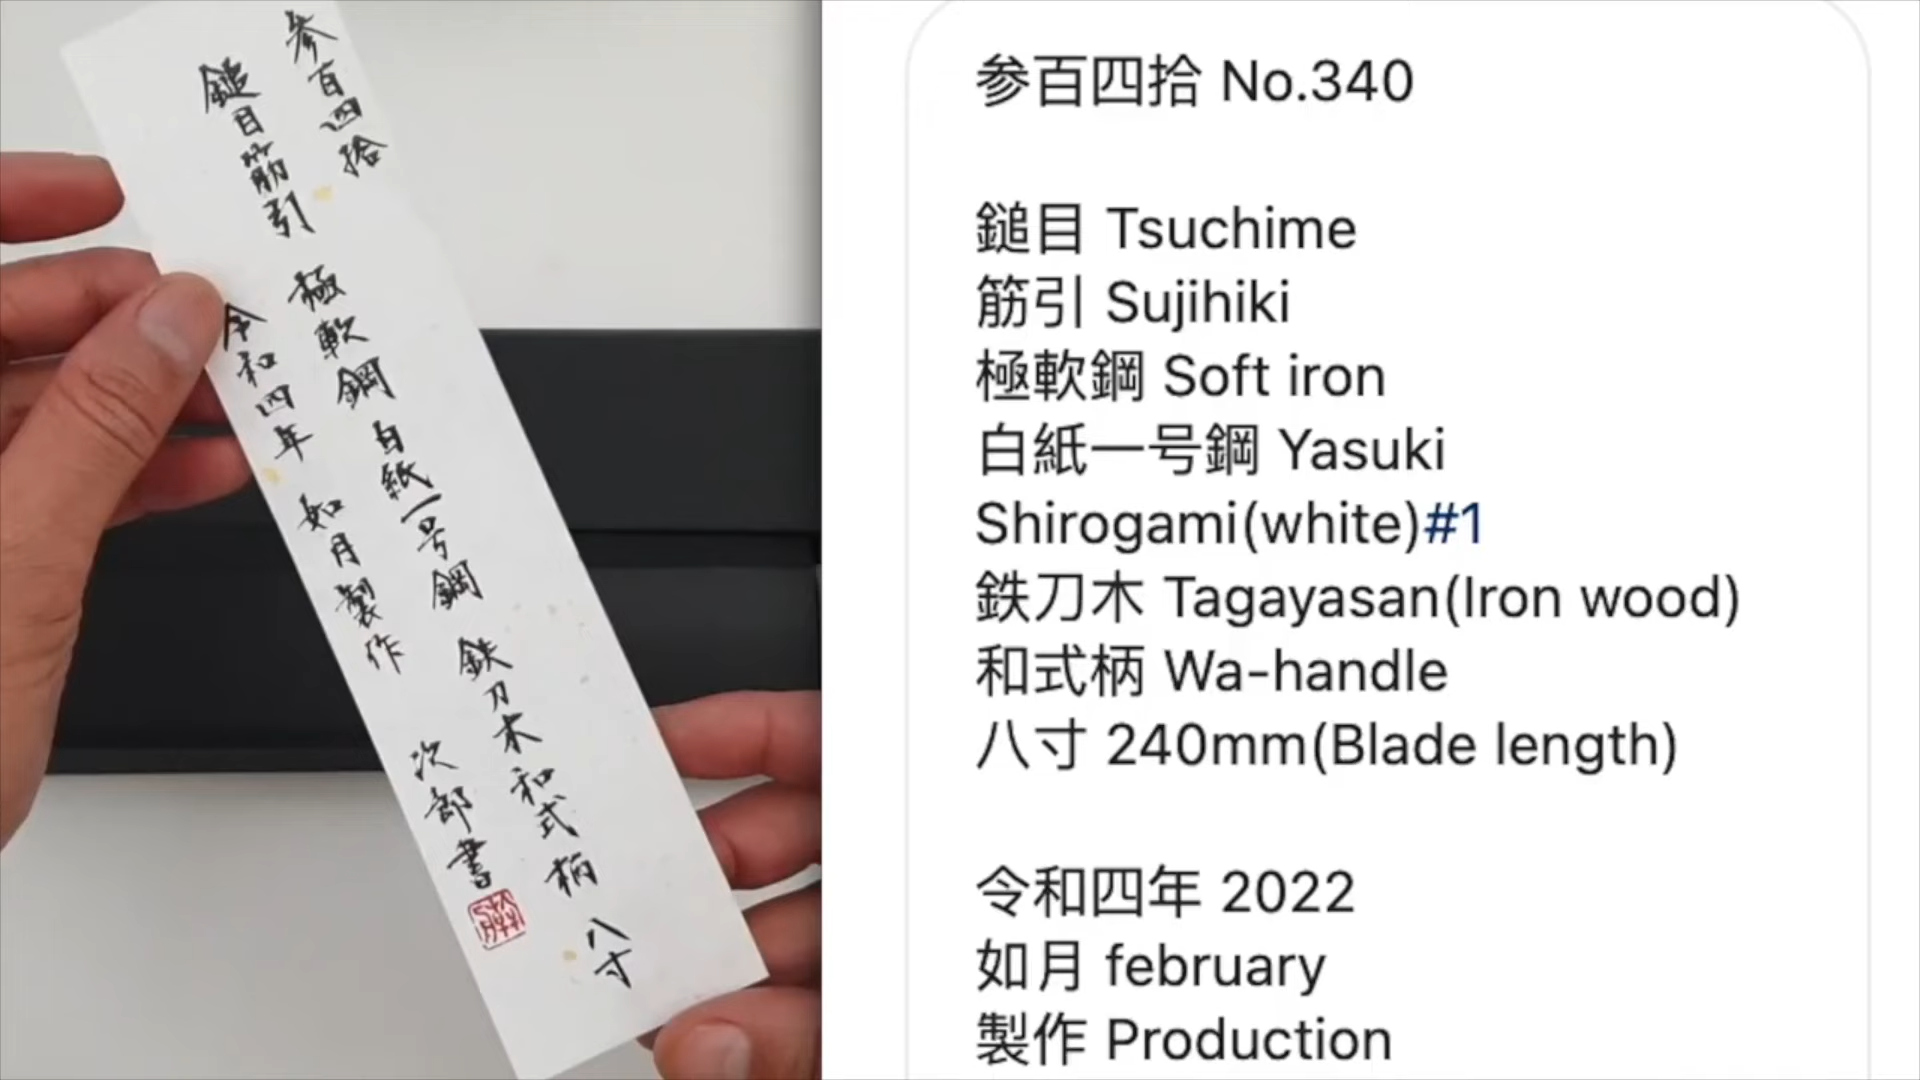 参百四拾
鎚目筋引 極軟鋼 白紙一号鋼 鉄刀木 和式柄 八寸
令和四年 如月製作 次郎書
参百四拾 No.340
鎚目 Tsuchime
筋引 Sujihiki
極軟鋼 Soft iron
白紙一号鋼 Yasuki
Shirogami(white)#1
鉄刀木 Tagayasan(Iron wood)
和式柄 Wa-handle
八寸 240mm(Blade length)
令和四年 2022
如月 february
製作 Production